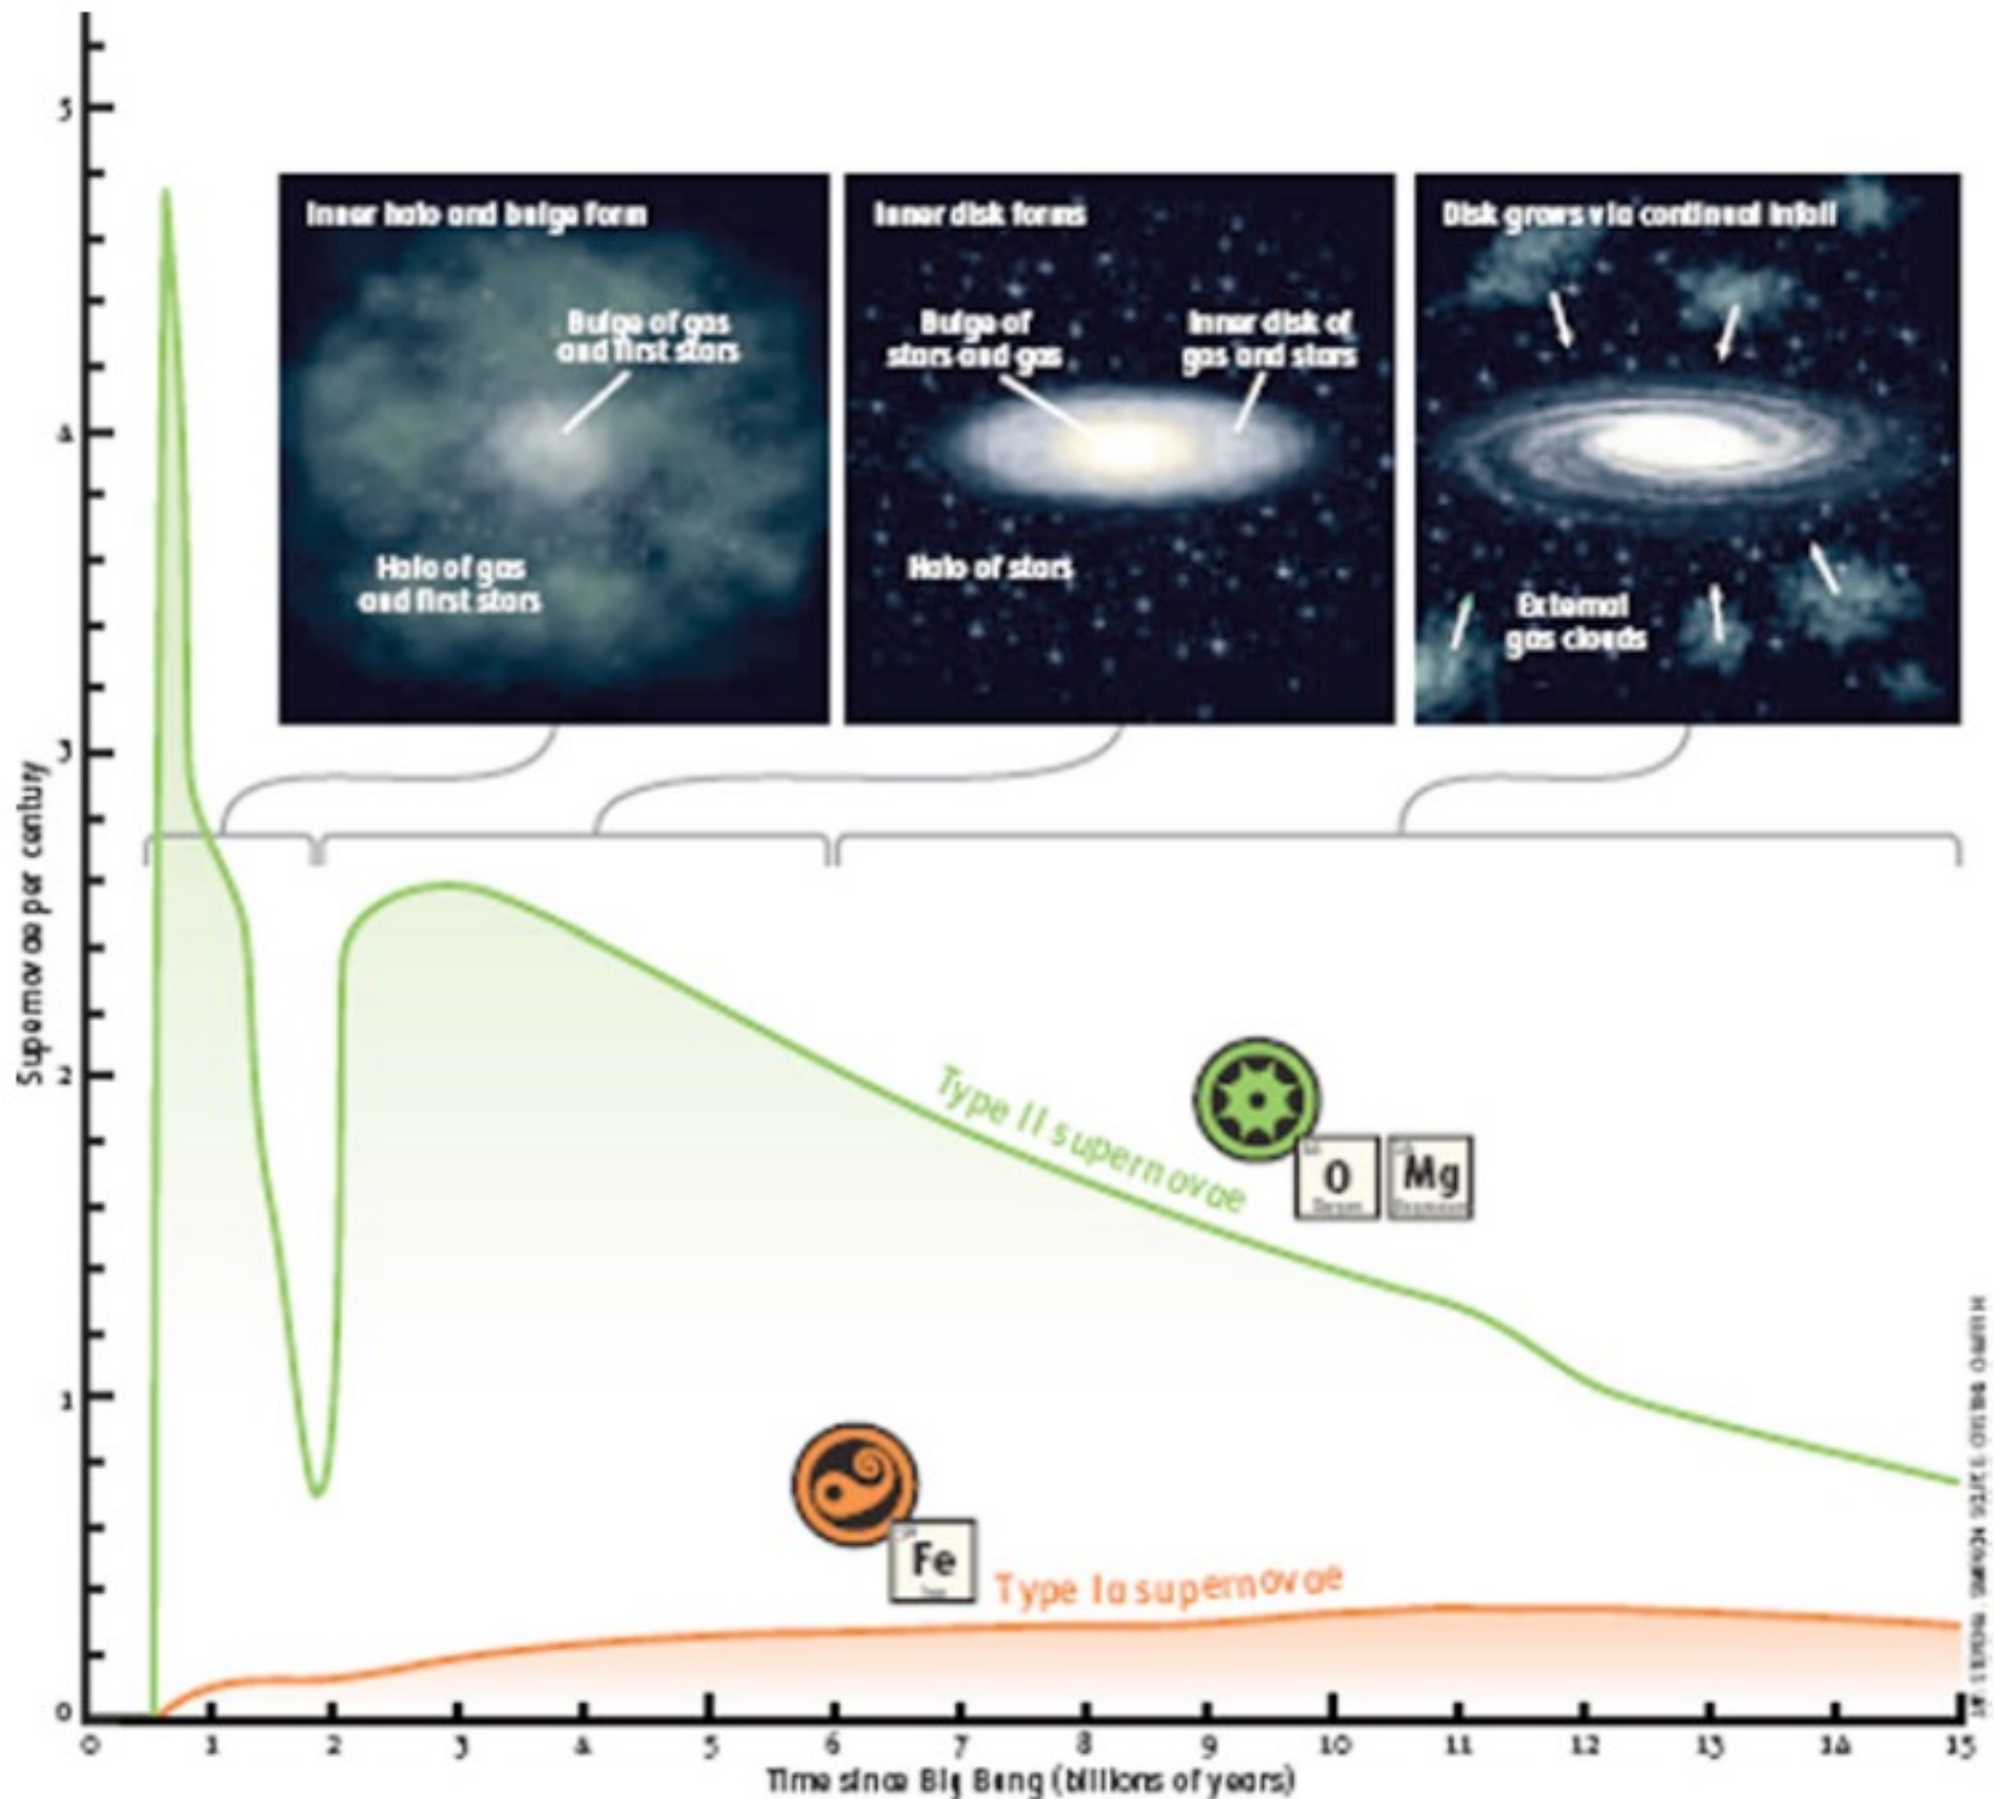 5
4
3
2
1
0
Supernovae per century
Inner halo and bulge form
Bulge of gas
and first stars
Halo of gas
and first stars
Inner disk forms
Bulge of
stars and gas
Inner disk of
gas and stars
Halo of stars
Disk grows via continual infall
External
gas clouds
Type II supernovae
O
Mg
Fe
Type Ia supernovae
0 1 2 3 4 5 6 7 8 9 10 11 12 13 14 15
Time since Big Bang (billions of years)